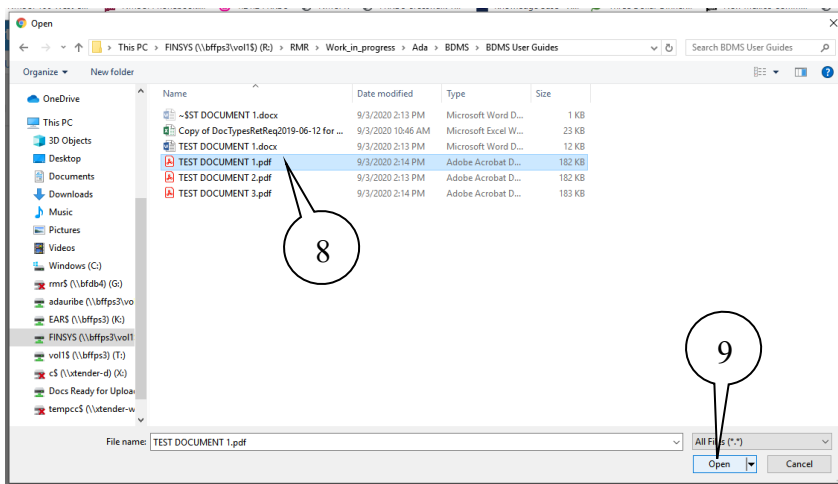 Open
This PC > FINSYS (\\bffps3\vol1$) (R:) > RMR > Work_in_progress > Ada > BDMS > BDMS User Guides
Search BDMS User Guides
Organize New folder
Name Date modified Type Size
OneDrive
This PC
3D Objects
Desktop
Documents
Downloads
Music
Pictures
Videos
Windows (C:)
rmr$ (\\bfdb4) (G:)
adauribe (\\bffps3\vo
EAR$ (\\bffps3) (K:)
FINSYS (\\bffps3\vol1
vol1$ (\\bffps3) (T:)
c$ (\\xtender-d) (X:)
Docs Ready for Uploa
tempcc$ (\\xtender-w
~$ST DOCUMENT 1.docx 9/3/2020 2:13 PM Microsoft Word D... 1 KB
Copy of DocTypesRetReq2019-06-12 for ... 9/3/2020 10:46 AM Microsoft Excel W... 23 KB
TEST DOCUMENT 1.docx 9/3/2020 2:13 PM Microsoft Word D... 12 KB
TEST DOCUMENT 1.pdf 9/3/2020 2:14 PM Adobe Acrobat D... 182 KB
TEST DOCUMENT 2.pdf 9/3/2020 2:14 PM Adobe Acrobat D... 182 KB
TEST DOCUMENT 3.pdf 9/3/2020 2:14 PM Adobe Acrobat D... 183 KB
8
9
File name: TEST DOCUMENT 1.pdf All Files (*.*)
Open Cancel